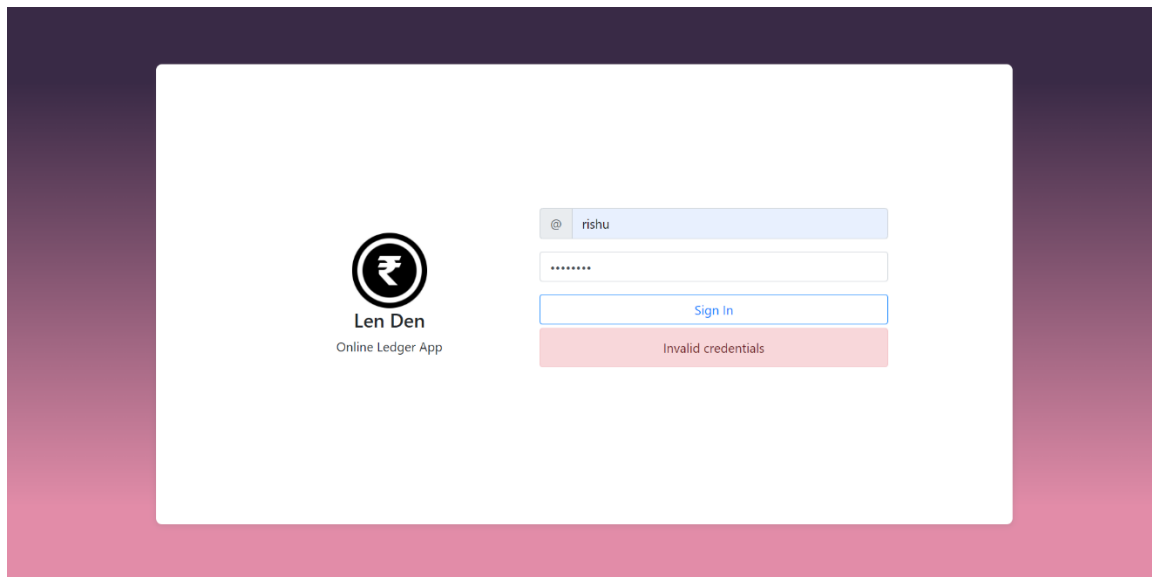 ₹
Len Den
Online Ledger App
@ rishu
••••••••
Sign In
Invalid credentials